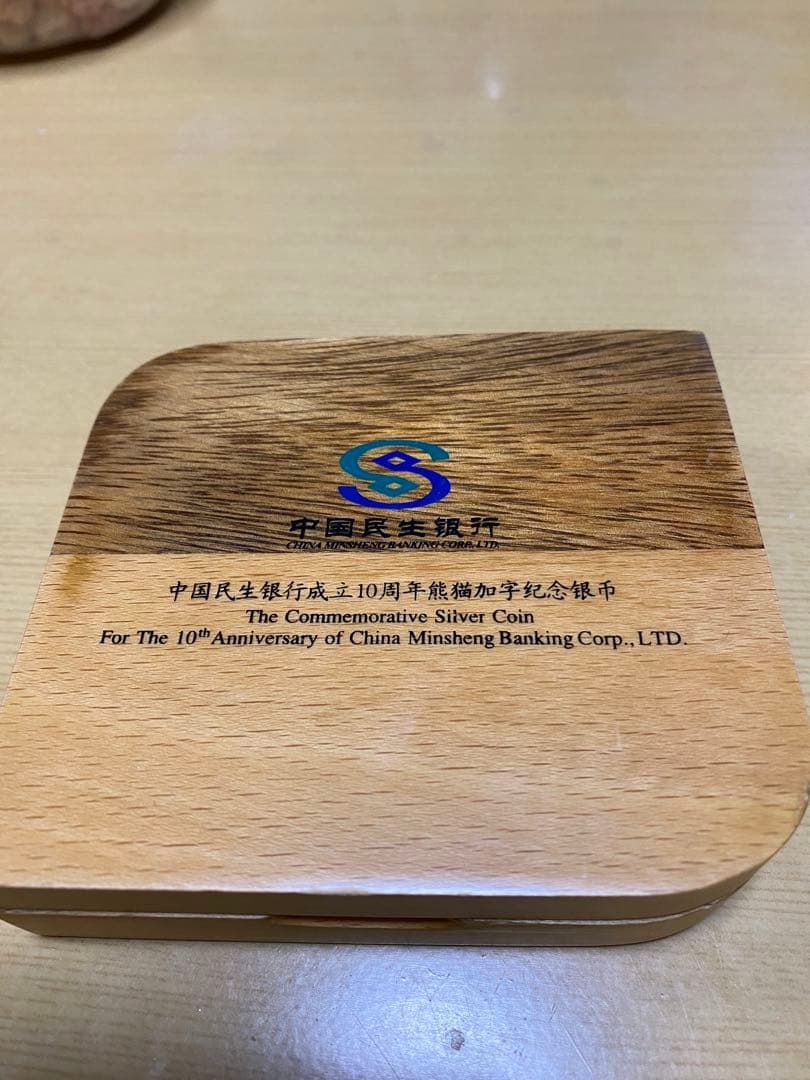 中国民生银行
CHINA MINSHENG BANKING CORP., LTD.
中国民生银行成立10周年熊猫加字纪念银币
The Commemorative Silver Coin
For The 10th Anniversary of China Minsheng Banking Corp., LTD.